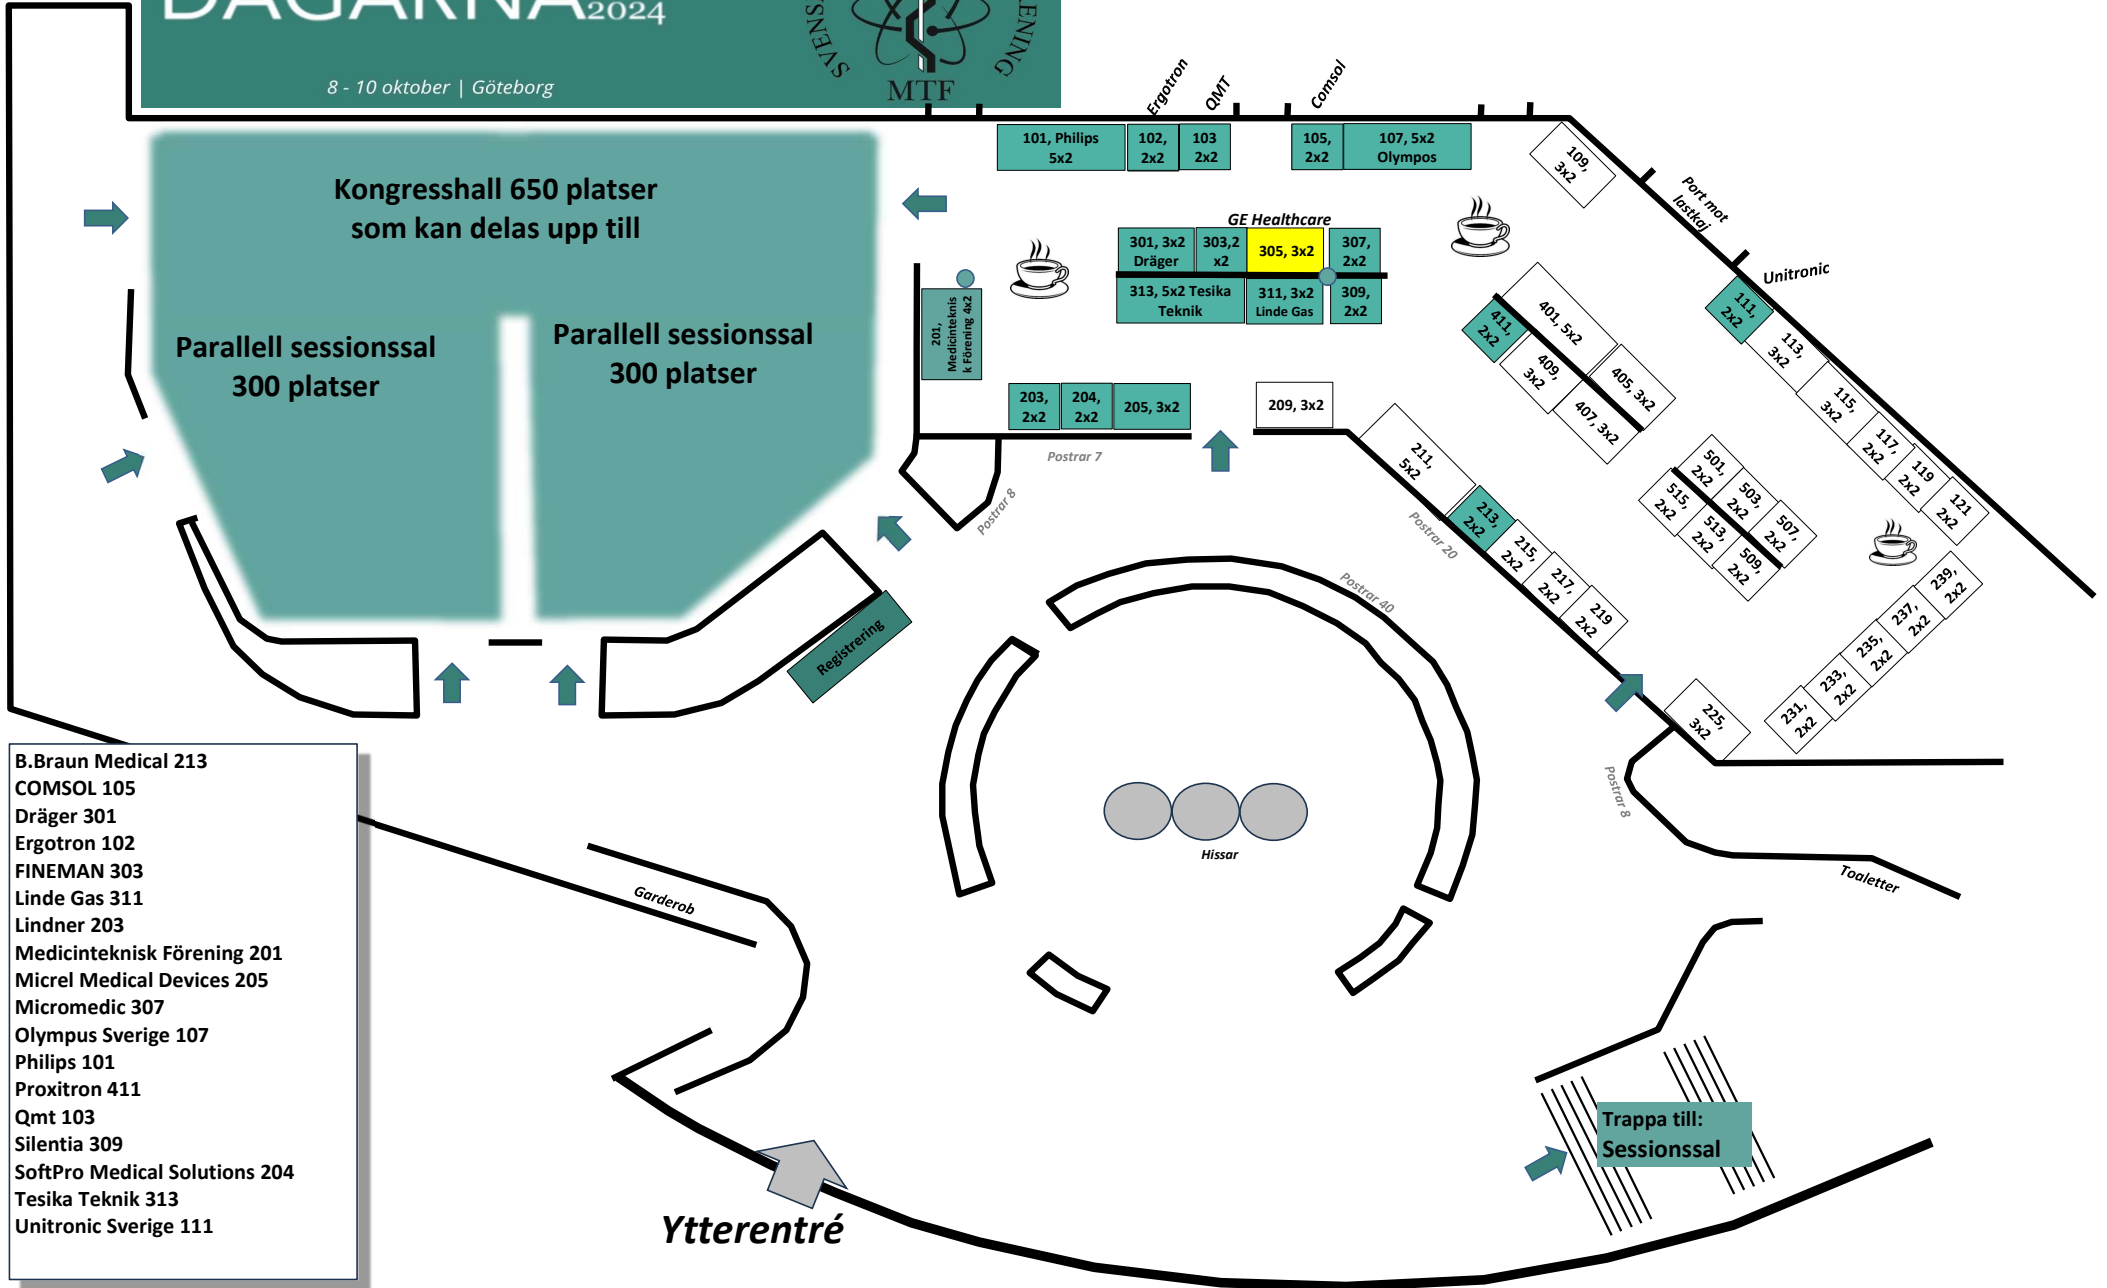 DAGARNA2024
8 - 10 oktober | Göteborg
SVENSK
ENING
MTF
Ergotron
QMT
Comsol
101, Philips
5x2
102,
2x2
103
2x2
105,
2x2
107, 5x2
Olympos
109,
3x2
Port mot
lastkaj
Unitronic
Kongresshall 650 platser
som kan delas upp till
Parallell sessionssal
300 platser
Parallell sessionssal
300 platser
GE Healthcare
301, 3x2
Dräger
303,2
x2
305, 3x2
307,
2x2
313, 5x2 Tesika
Teknik
311, 3x2
Linde Gas
309,
2x2
201,
Medicinteknis
k Förening 4x2
203,
2x2
204,
2x2
205, 3x2
209, 3x2
Postrar 7
Postrar 8
211,
5x2
213,
2x2
215,
2x2
217,
2x2
219
2x2
Postrar 20
Postrar 40
225,
3x2
Postrar 8
401, 5x2
411,
2x2
409,
3x2
405, 3x2
407, 3x2
111,
2x2
113,
3x2
115,
3x2
117,
2x2
119
2x2
121
2x2
501,
2x2
503,
2x2
507,
2x2
515,
2x2
513,
2x2
509,
2x2
231,
2x2
233,
2x2
235,
2x2
237,
2x2
239,
2x2
Registrering
Hissar
Garderob
Toaletter
Trappa till:
Sessionssal
Ytterentré
B.Braun Medical 213
COMSOL 105
Dräger 301
Ergotron 102
FINEMAN 303
Linde Gas 311
Lindner 203
Medicinteknisk Förening 201
Micrel Medical Devices 205
Micromedic 307
Olympus Sverige 107
Philips 101
Proxitron 411
Qmt 103
Silentia 309
SoftPro Medical Solutions 204
Tesika Teknik 313
Unitronic Sverige 111